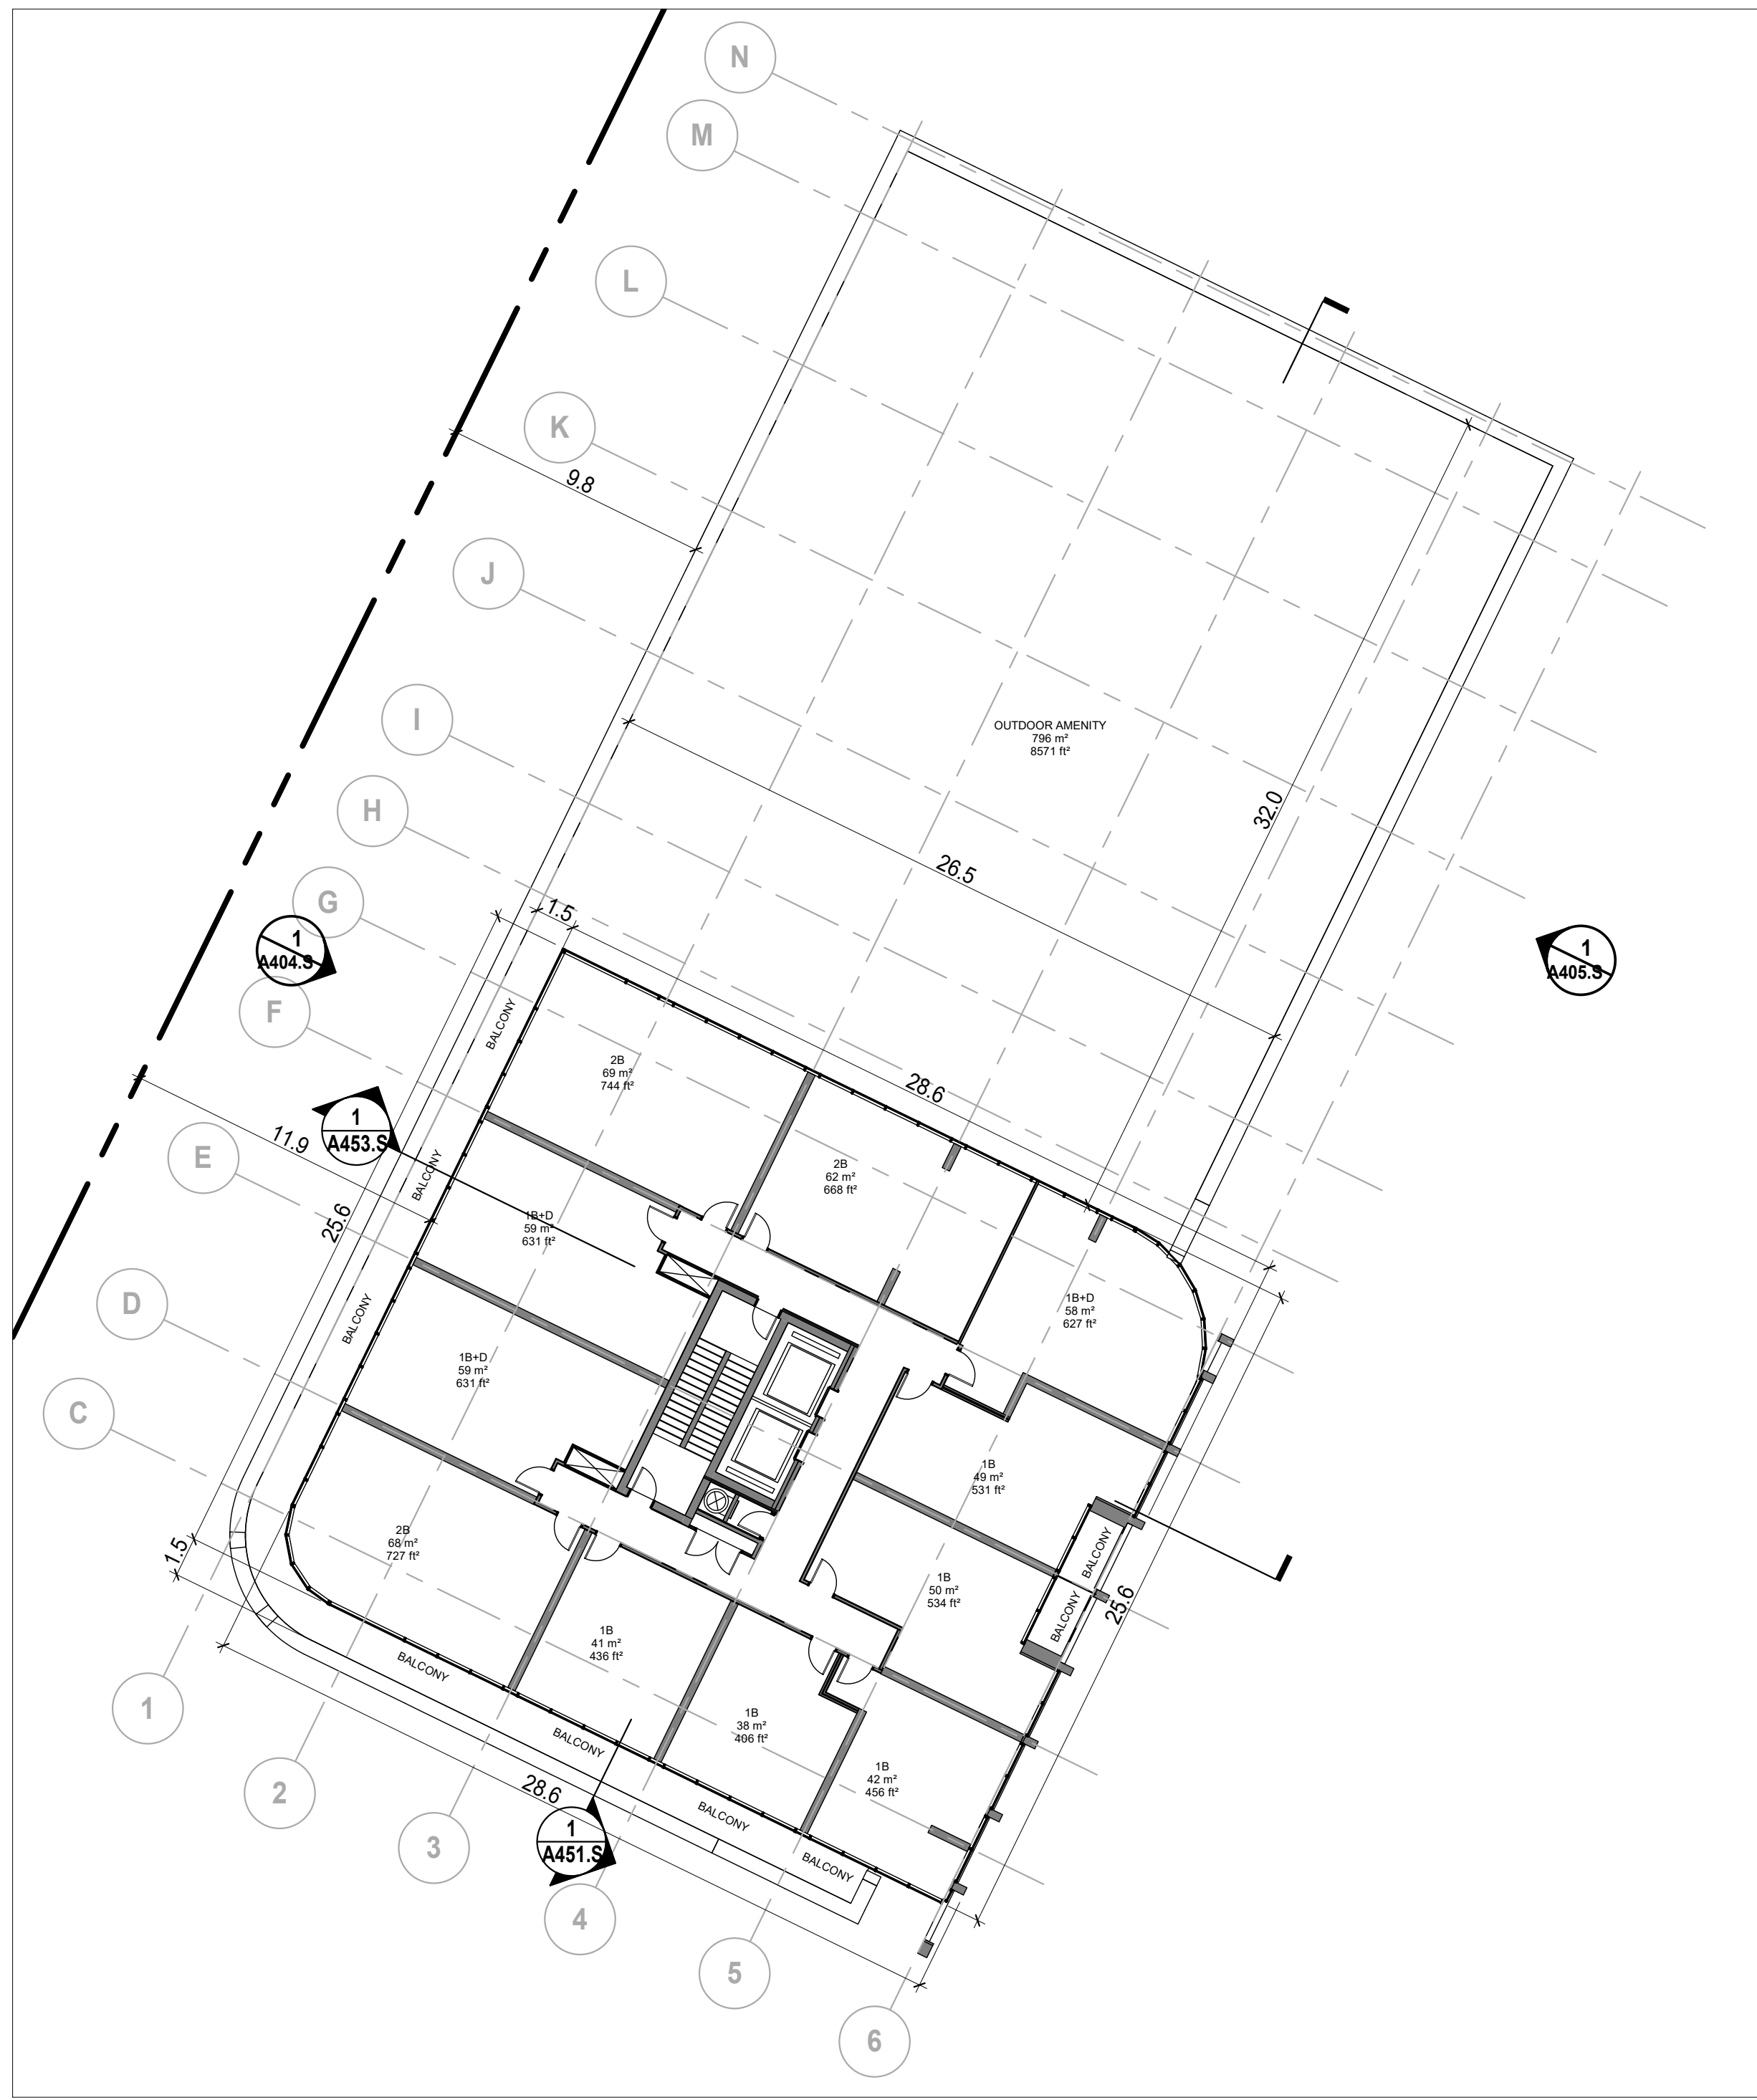 N
M
L
K
9.8
J
I
OUTDOOR AMENITY
796 m²
8571 ft²
H
32.0
26.5
G
1.5
1
A404.S
1
A405.S
F
BALCONY
2B
69 m²
744 ft²
28.6
1
A453.S
11.9
E
BALCONY
2B
62 m²
668 ft²
25.6
1B+D
59 m²
631 ft²
D
BALCONY
1B+D
58 m²
627 ft²
1B+D
59 m²
631 ft²
C
1B
49 m²
531 ft²
2B
68 m²
727 ft²
1.5
BALCONY
1B
50 m²
534 ft²
BALCONY
25.6
1B
41 m²
436 ft²
BALCONY
1
1B
38 m²
406 ft²
BALCONY
1B
42 m²
456 ft²
2
28.6
BALCONY
3
1
A451.S
BALCONY
4
5
6